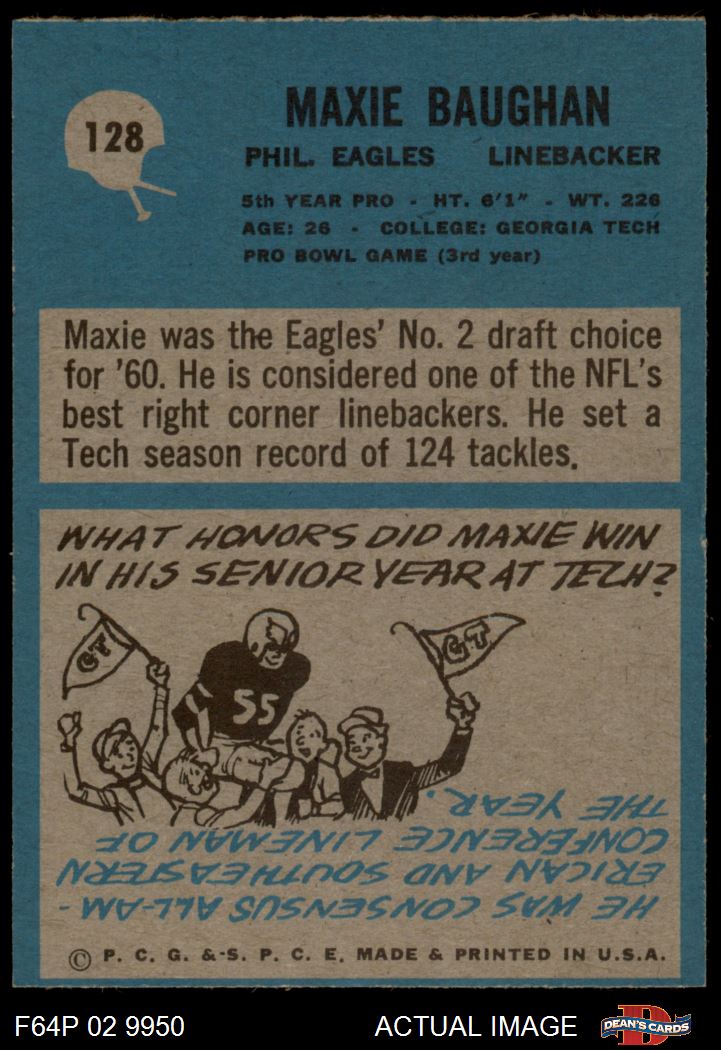 128
MAXIE BAUGHAN
PHIL. EAGLES LINEBACKER
5th YEAR PRO - HT. 6'1" - WT. 226
AGE: 26 - COLLEGE: GEORGIA TECH
PRO BOWL GAME (3rd year)
Maxie was the Eagles' No. 2 draft choice
for '60. He is considered one of the NFL's
best right corner linebackers. He set a
Tech season record of 124 tackles.
WHAT HONORS DID MAXIE WIN
IN HIS SENIOR YEAR AT TECH?
GT
GT
55
HE WAS CONSENSUS ALL-AM-
ERICAN AND SOUTHEASTERN
CONFERENCE LINEMAN OF
THE YEAR.
© P. C. G. &-S. P. C. E. MADE & PRINTED IN U.S.A.
F64P 02 9950 ACTUAL IMAGE
D
DEAN'S CARDS